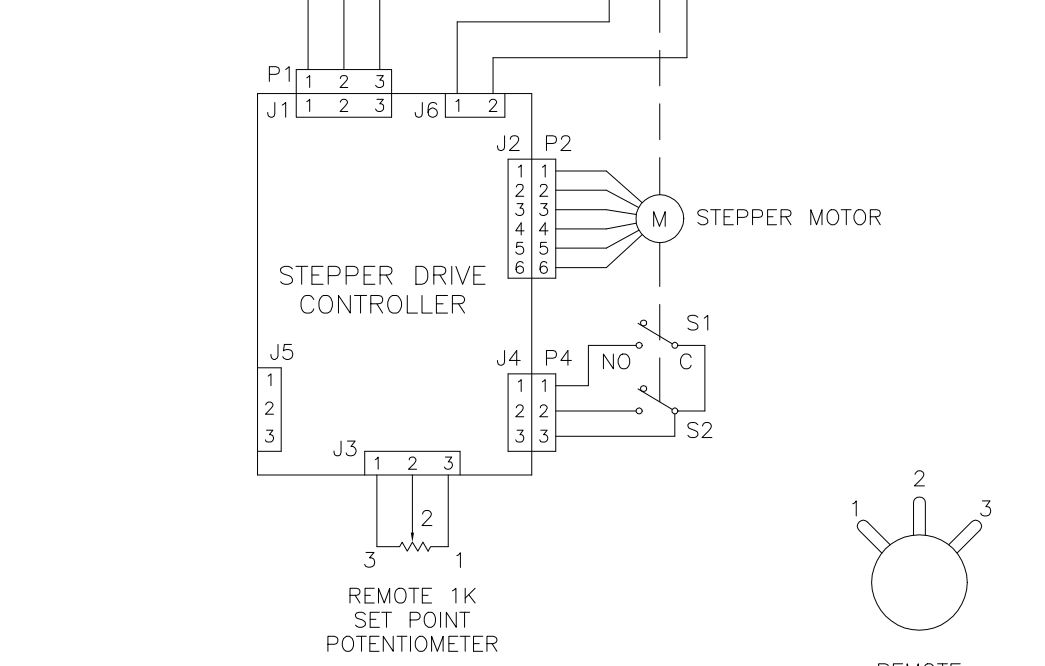 P1 1 2 3
J1 1 2 3
J6 1 2
J2 P2
1 1
2 2
3 3
4 4
5 5
6 6
M STEPPER MOTOR
STEPPER DRIVE
CONTROLLER
S1
NO C
J5
1
2
3
J4 P4
1 1
2 2
3 3
S2
J3
1 2 3
2
3 1
REMOTE 1K
SET POINT
POTENTIOMETER
2
1 3
REMOTE